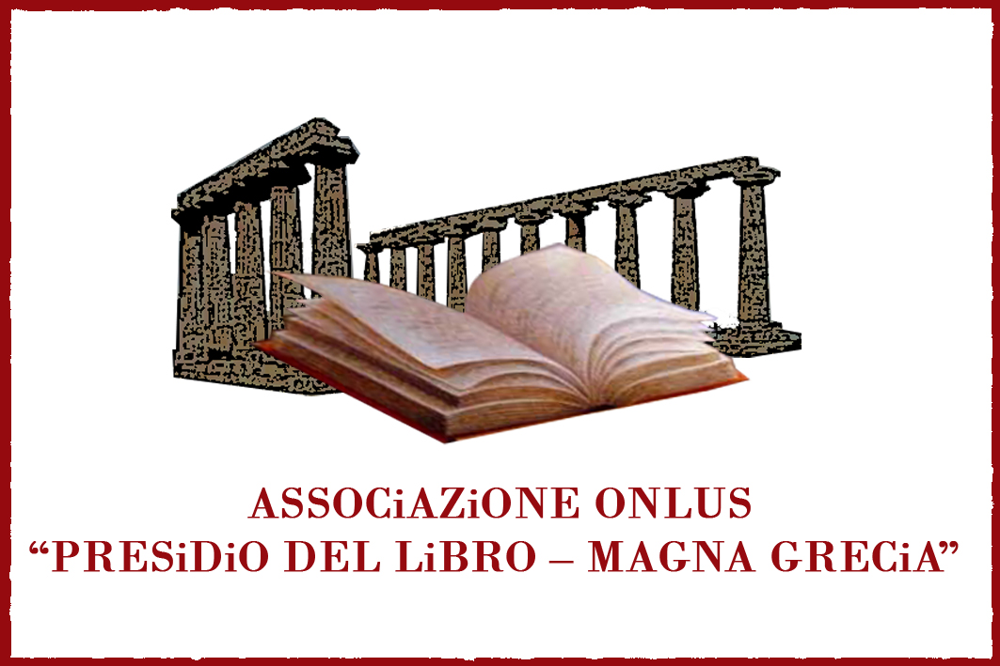 ASSOCiAZiONE ONLUS
“PRESiDiO DEL LiBRO – MAGNA GRECiA”